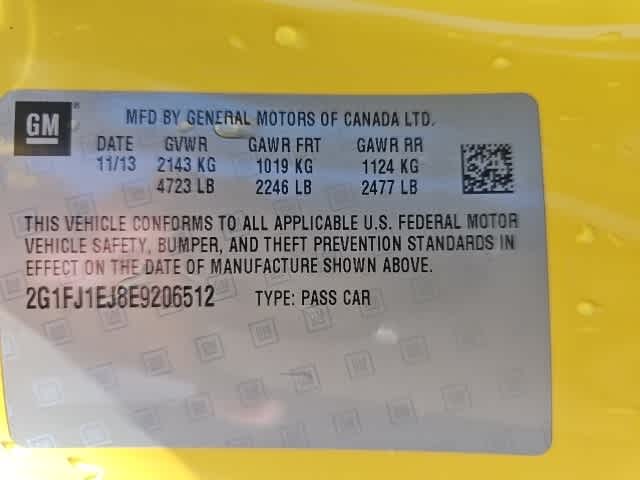 GM ®
MFD BY GENERAL MOTORS OF CANADA LTD.
DATE GVWR GAWR FRT GAWR RR
11/13 2143 KG 1019 KG 1124 KG
4723 LB 2246 LB 2477 LB
THIS VEHICLE CONFORMS TO ALL APPLICABLE U.S. FEDERAL MOTOR
VEHICLE SAFETY, BUMPER, AND THEFT PREVENTION STANDARDS IN
EFFECT ON THE DATE OF MANUFACTURE SHOWN ABOVE.
2G1FJ1EJ8E9206512 TYPE: PASS CAR